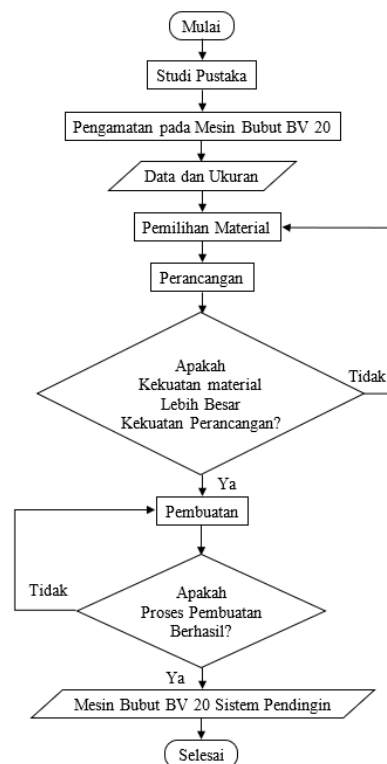 Mulai
Studi Pustaka
Pengamatan pada Mesin Bubut BV 20
Data dan Ukuran
Pemilihan Material
Perancangan
Apakah
Kekuatan material
Lebih Besar
Kekuatan Perancangan?
Tidak
Ya
Pembuatan
Tidak
Apakah
Proses Pembuatan
Berhasil?
Ya
Mesin Bubut BV 20 Sistem Pendingin
Selesai